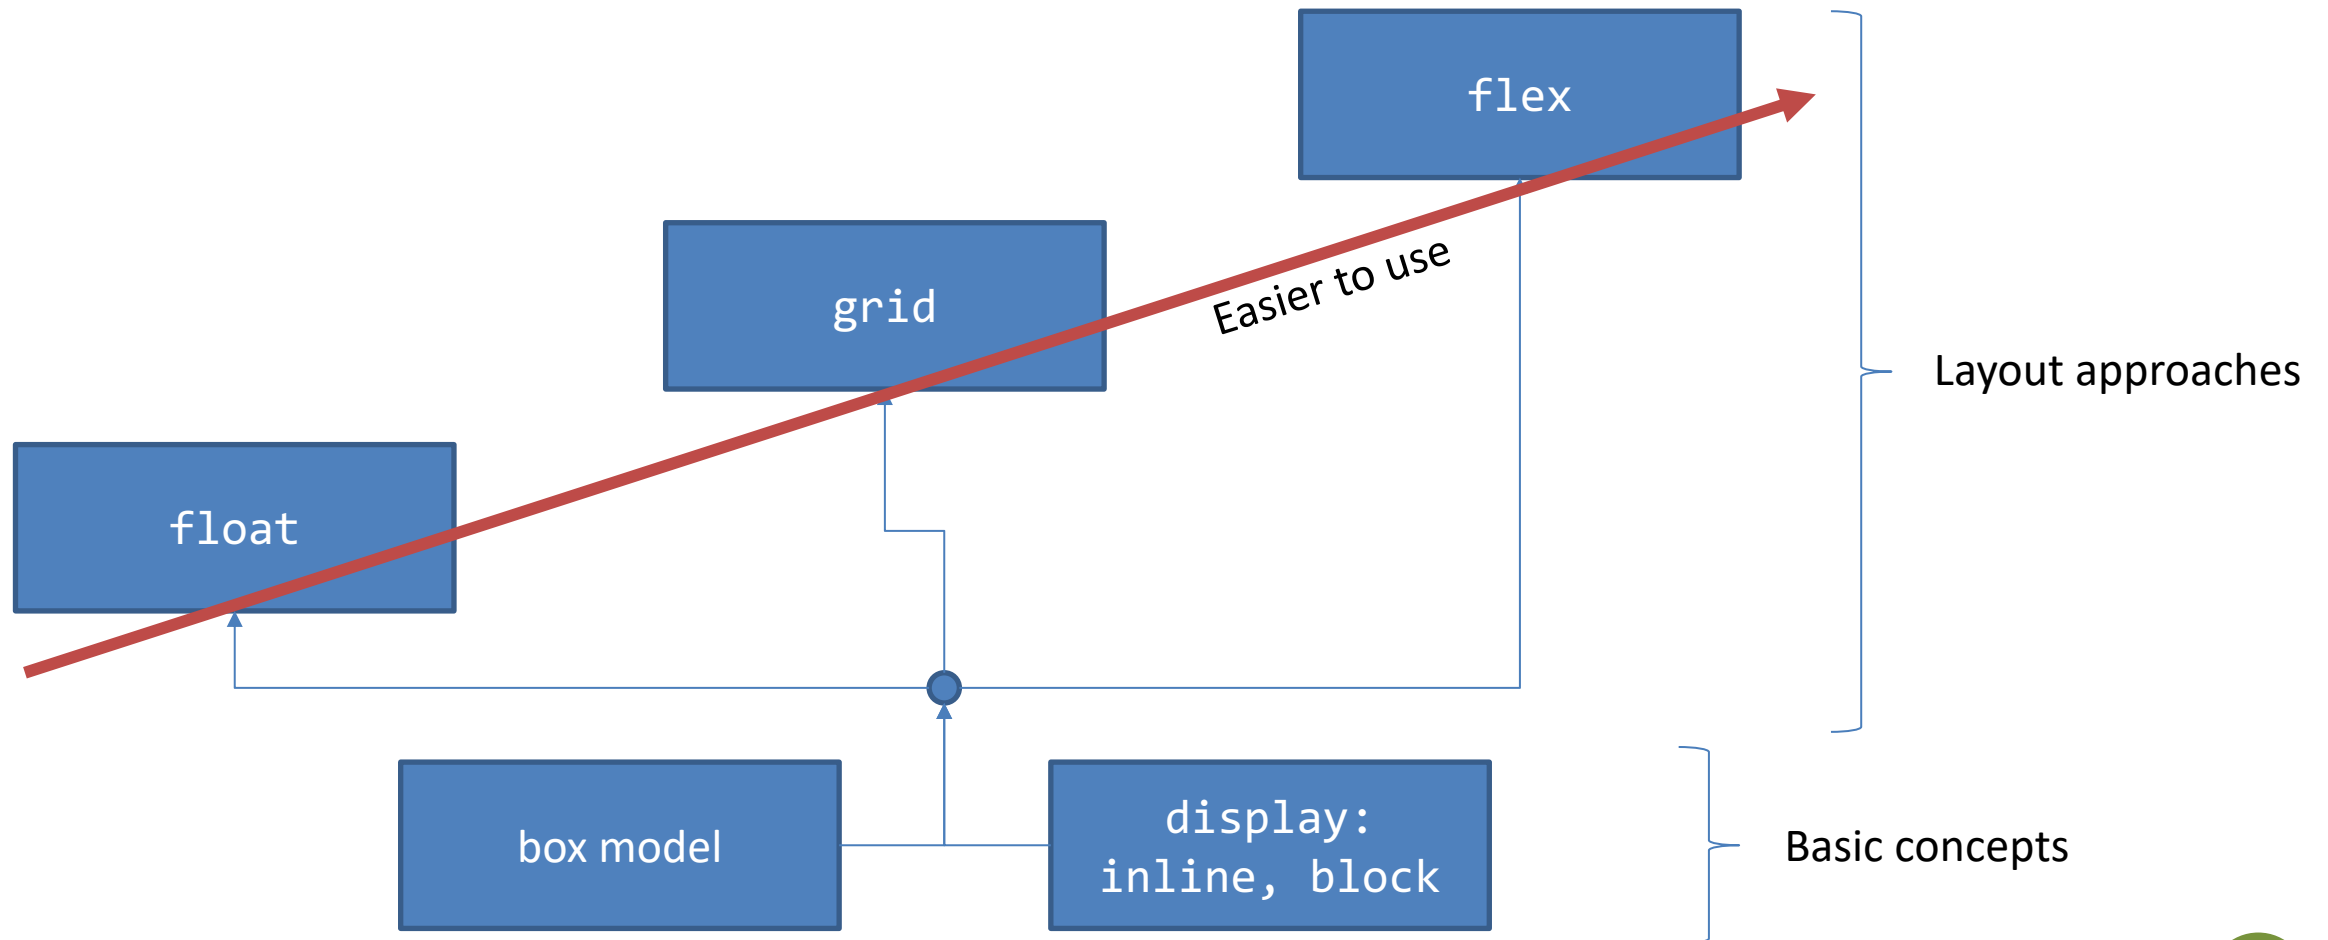 flex
grid
Easier to use
Layout approaches
float
box model
display:
inline, block
Basic concepts